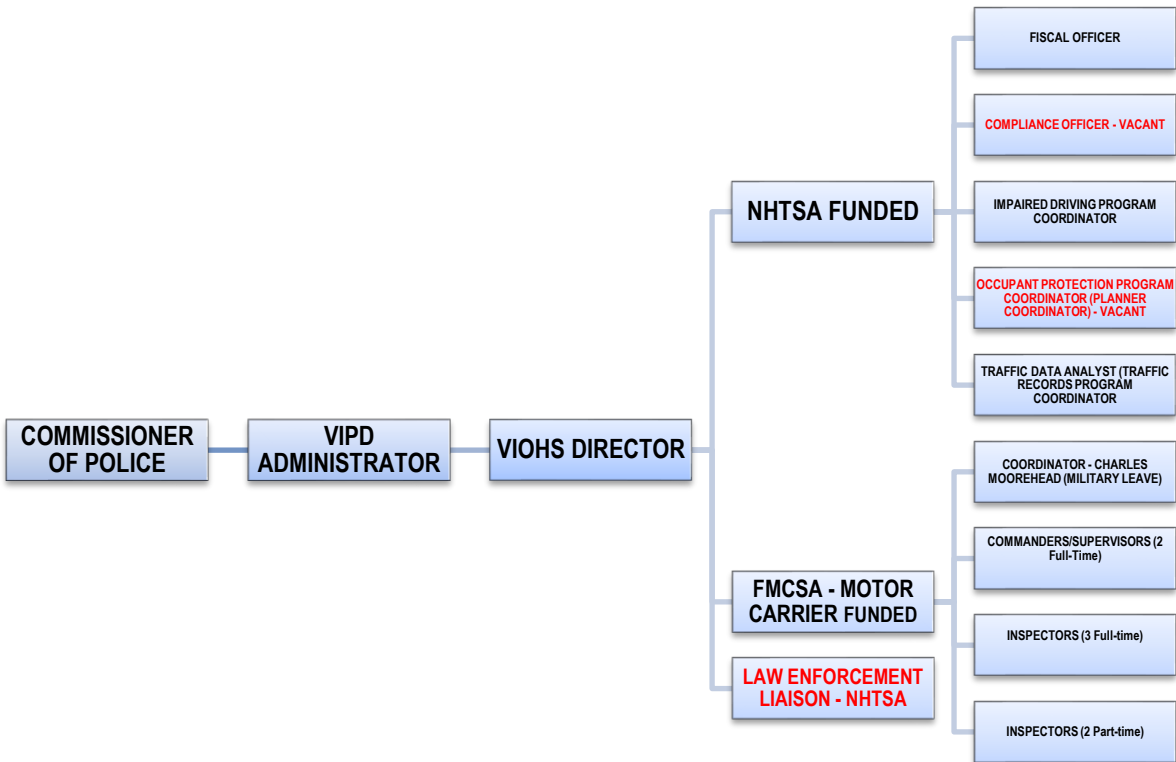 COMMISSIONER
OF POLICE
VIPD
ADMINISTRATOR
VIOHS DIRECTOR
NHTSA FUNDED
FISCAL OFFICER
COMPLIANCE OFFICER - VACANT
IMPAIRED DRIVING PROGRAM
COORDINATOR
OCCUPANT PROTECTION PROGRAM
COORDINATOR (PLANNER
COORDINATOR) - VACANT
TRAFFIC DATA ANALYST (TRAFFIC
RECORDS PROGRAM
COORDINATOR
FMCSA - MOTOR
CARRIER FUNDED
COORDINATOR - CHARLES
MOOREHEAD (MILITARY LEAVE)
COMMANDERS/SUPERVISORS (2
Full-Time)
INSPECTORS (3 Full-time)
INSPECTORS (2 Part-time)
LAW ENFORCEMENT
LIAISON - NHTSA